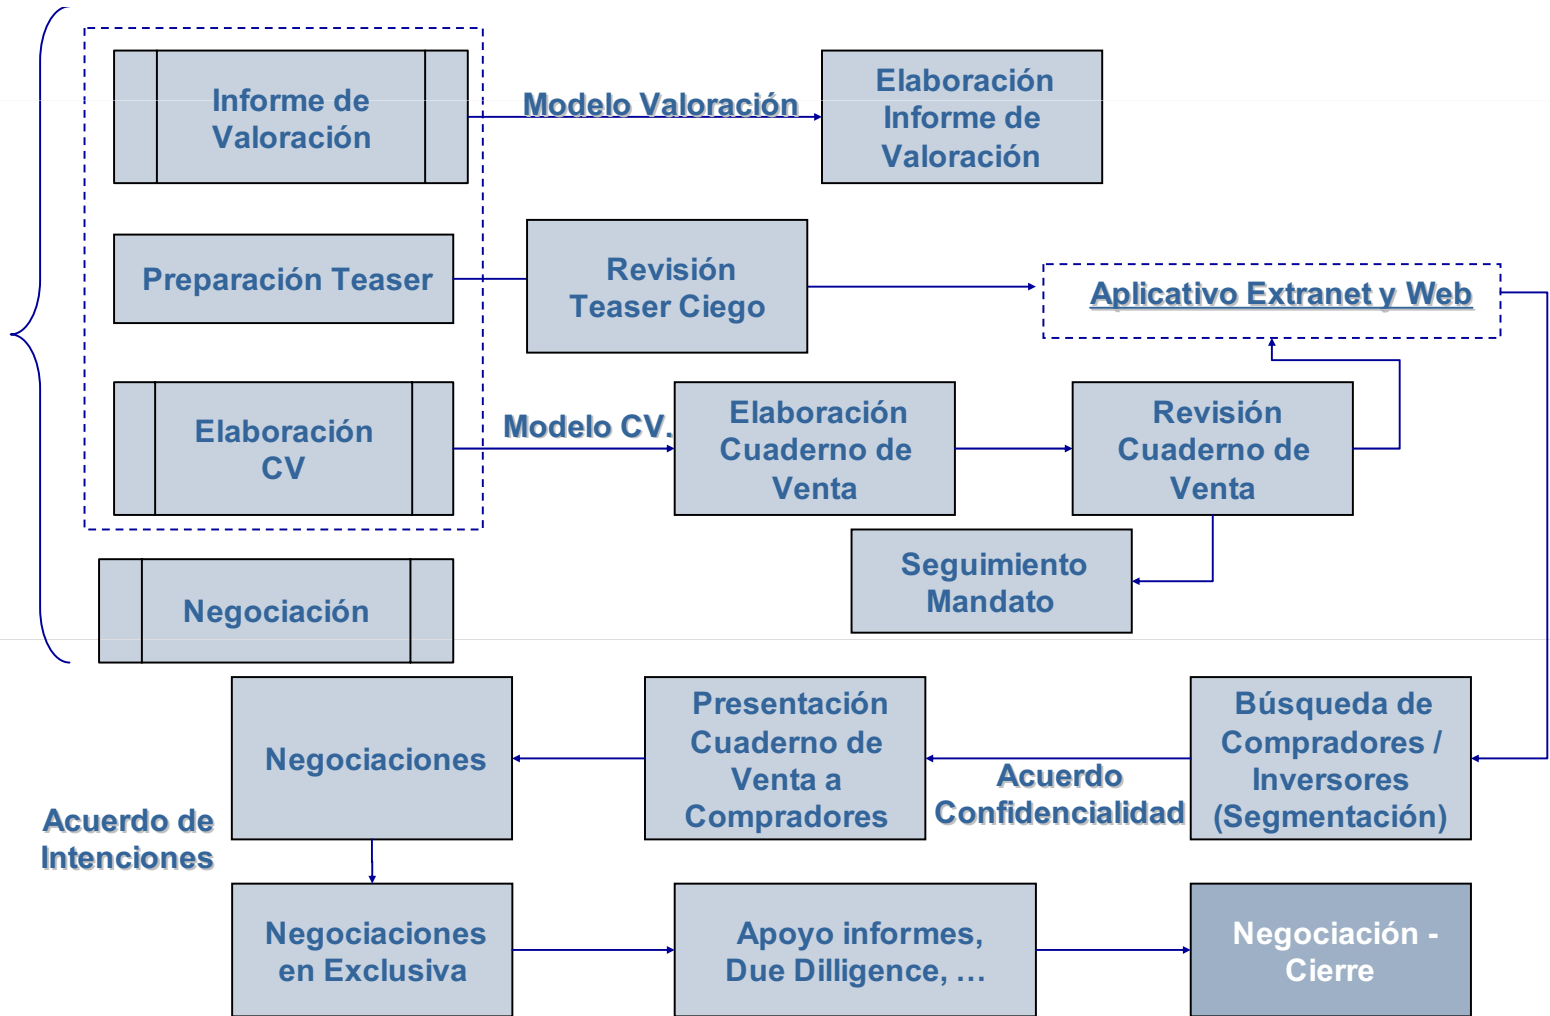 Informe de
Valoración
Modelo Valoración
Elaboración
Informe de
Valoración
Preparación Teaser
Revisión
Teaser Ciego
Aplicativo Extranet y Web
Elaboración
CV
Modelo CV.
Elaboración
Cuaderno de
Venta
Revisión
Cuaderno de
Venta
Seguimiento
Mandato
Negociación
Negociaciones
Presentación
Cuaderno de
Venta a
Compradores
Acuerdo
Confidencialidad
Búsqueda de
Compradores /
Inversores
(Segmentación)
Acuerdo de
Intenciones
Negociaciones
en Exclusiva
Apoyo informes,
Due Dilligence, …
Negociación -
Cierre